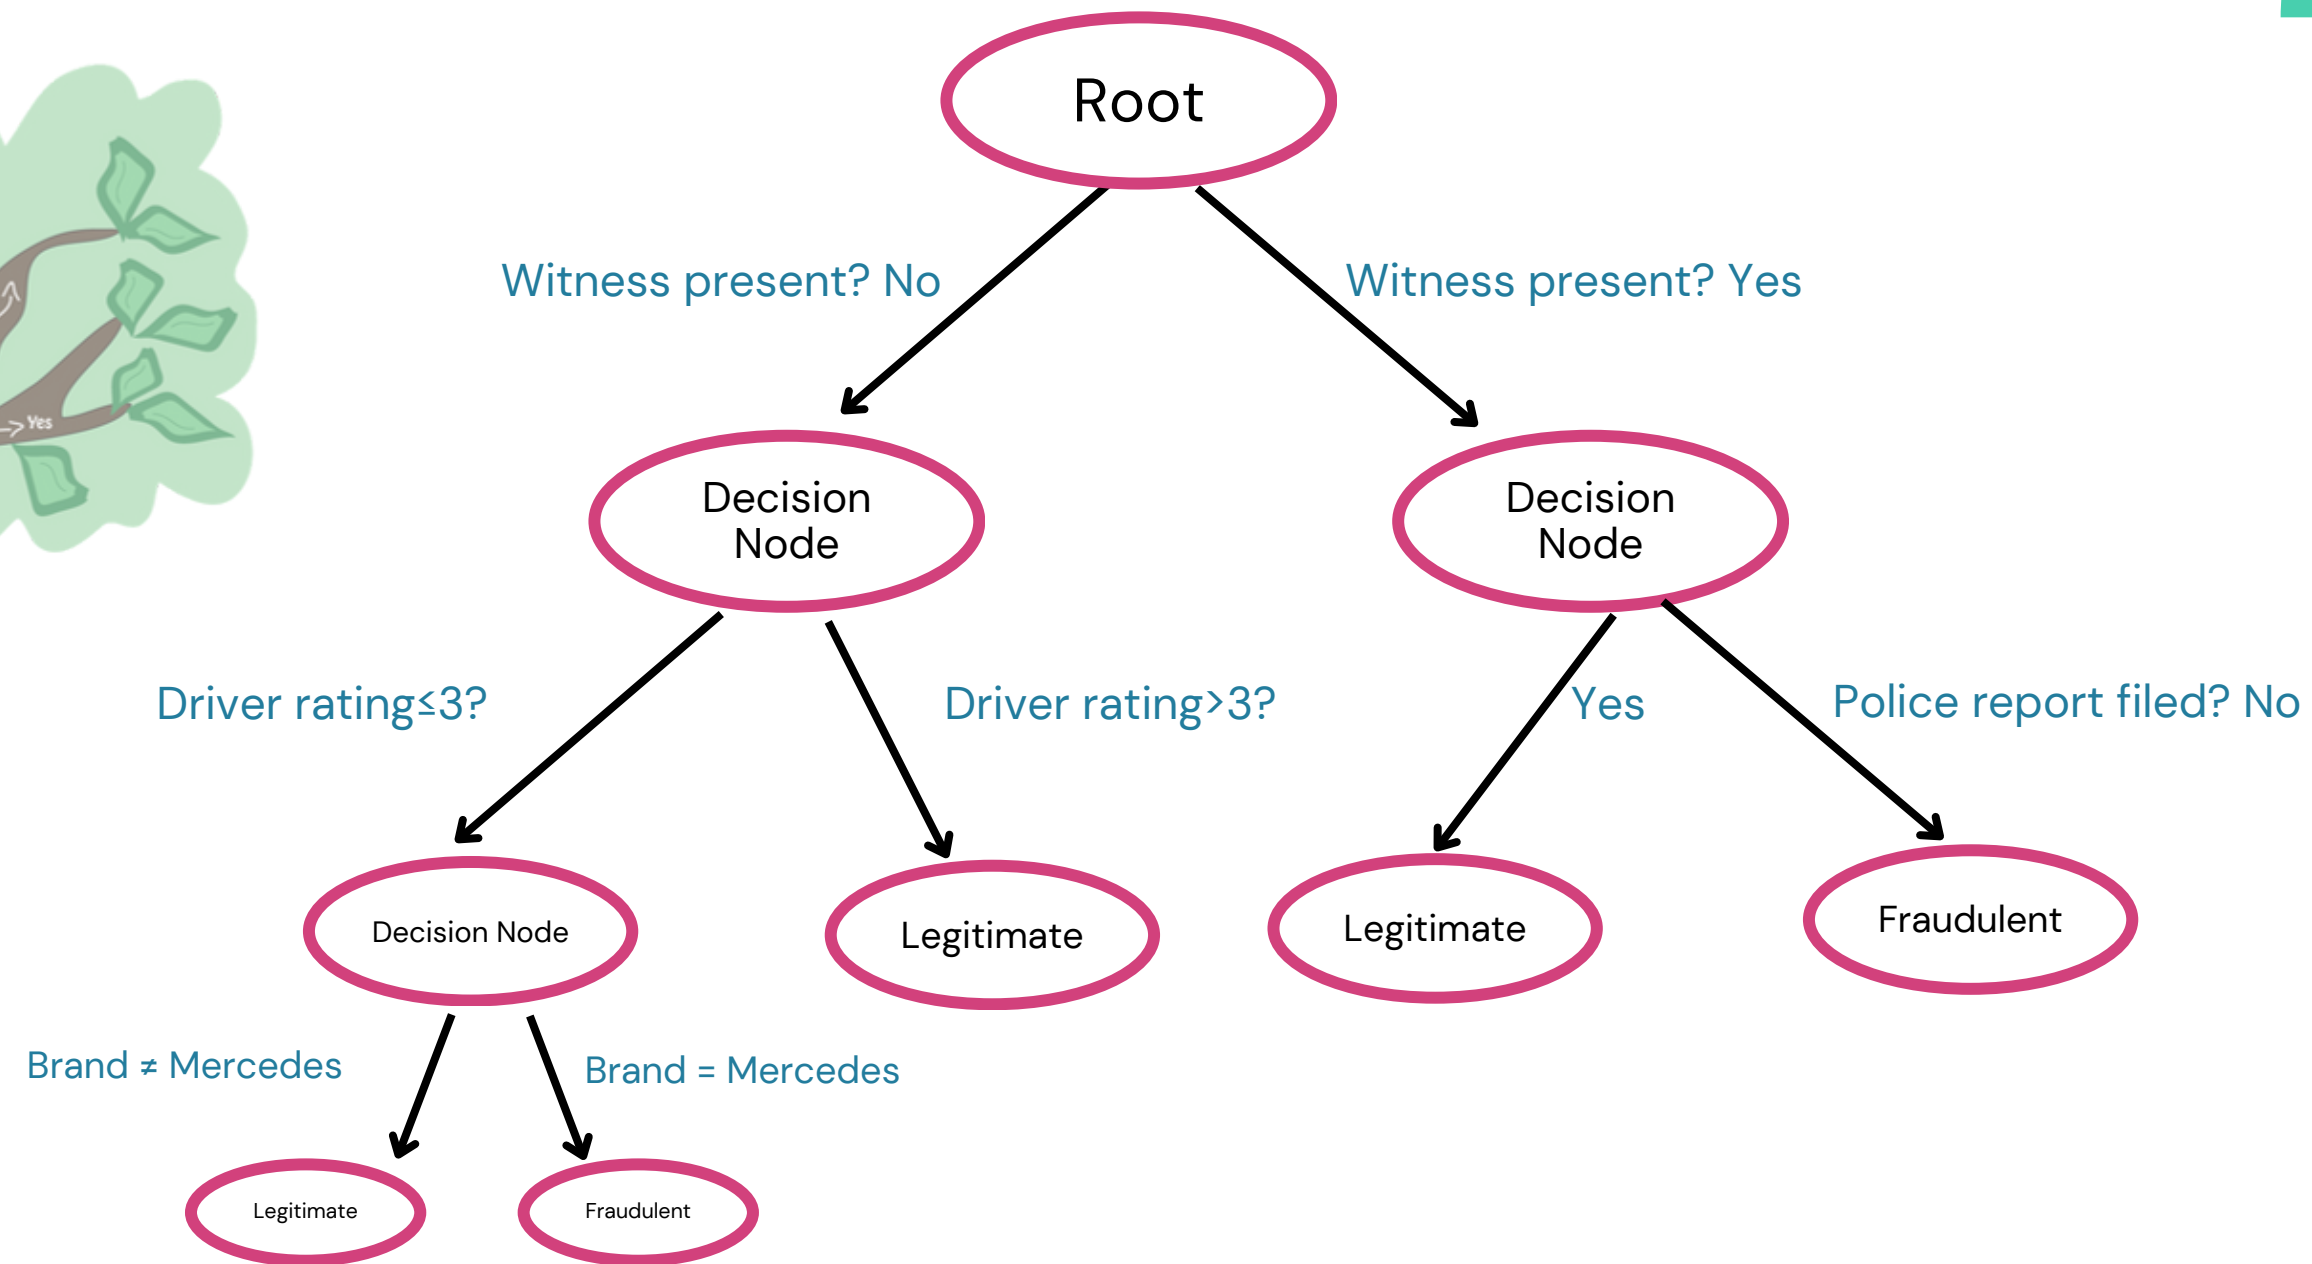 Root
Witness present? No
Witness present? Yes
Yes
Decision
Node
Decision
Node
Driver rating≤3?
Driver rating>3?
Yes
Police report filed? No
Decision Node
Legitimate
Legitimate
Fraudulent
Brand ≠ Mercedes
Brand = Mercedes
Legitimate
Fraudulent